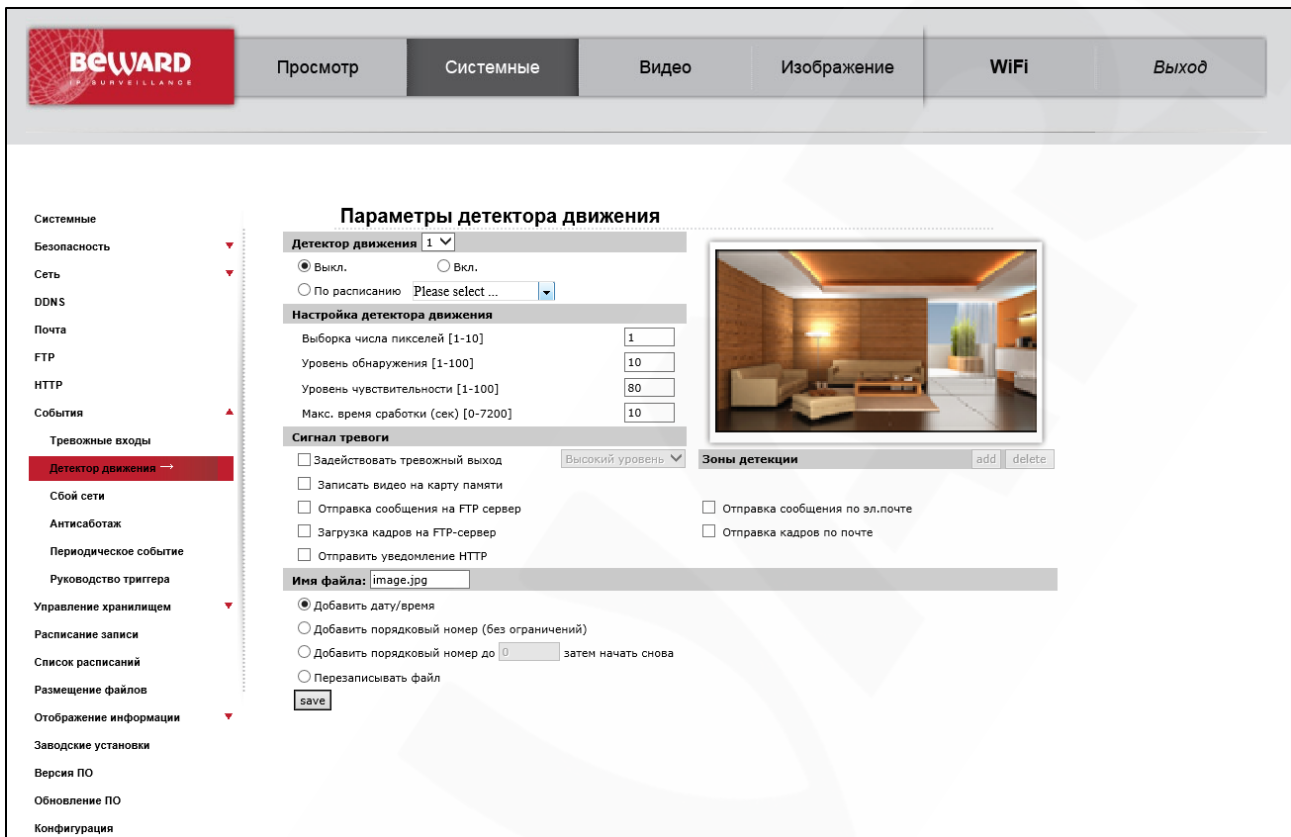 BEWARD
IP SURVEILLANCE
Просмотр
Системные
Видео
Изображение
WiFi
Выход
Системные
Безопасность
Сеть
DDNS
Почта
FTP
HTTP
События
Тревожные входы
Детектор движения →
Сбой сети
Антисаботаж
Периодическое событие
Руководство триггера
Управление хранилищем
Расписание записи
Список расписаний
Размещение файлов
Отображение информации
Заводские установки
Версия ПО
Обновление ПО
Конфигурация
Параметры детектора движения
Детектор движения 1
Выкл. Вкл.
По расписанию Please select ...
Настройка детектора движения
Выборка числа пикселей [1-10] 1
Уровень обнаружения [1-100] 10
Уровень чувствительности [1-100] 80
Макс. время сработки (сек) [0-7200] 10
Сигнал тревоги
Задействовать тревожный выход Высокий уровень
Зоны детекции add delete
Записать видео на карту памяти
Отправка сообщения на FTP сервер
Отправка сообщения по эл.почте
Загрузка кадров на FTP-сервер
Отправка кадров по почте
Отправить уведомление HTTP
Имя файла: image.jpg
Добавить дату/время
Добавить порядковый номер (без ограничений)
Добавить порядковый номер до 0 затем начать снова
Перезаписывать файл
save